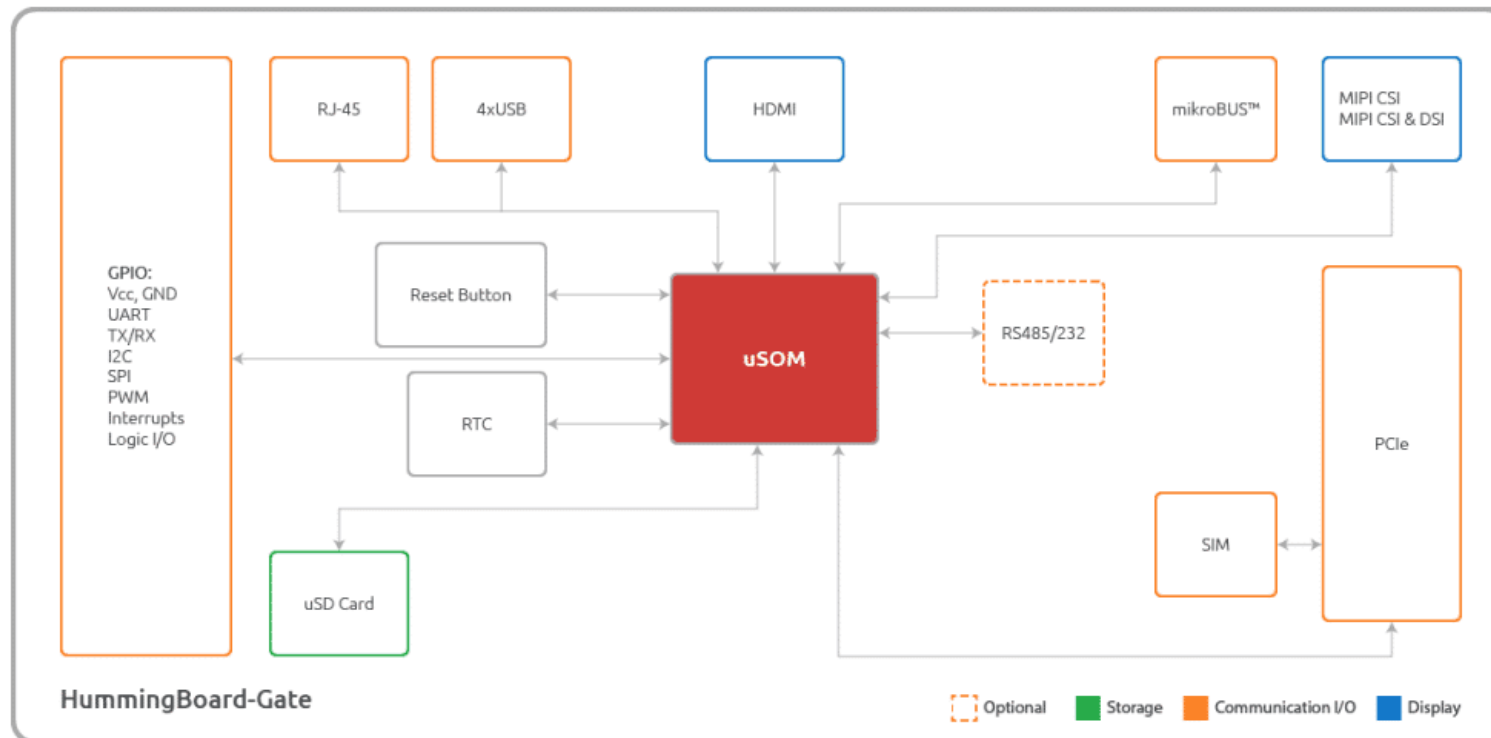 RJ-45
4xUSB
HDMI
mikroBUS™
MIPI CSI
MIPI CSI & DSI
GPIO:
Vcc, GND
UART
TX/RX
I2C
SPI
PWM
Interrupts
Logic I/O
Reset Button
uSOM
RS485/232
RTC
PCIe
SIM
uSD Card
HummingBoard-Gate
Optional
Storage
Communication I/O
Display